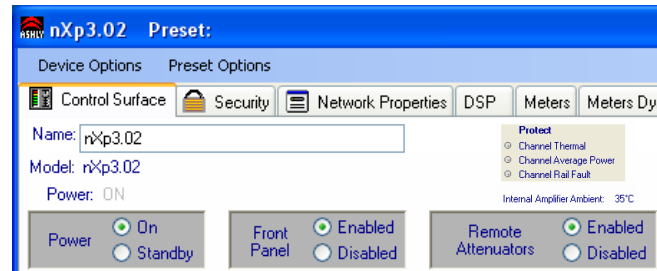 ASHLY nXp3.02 Preset:
Device Options Preset Options
Control Surface Security Network Properties DSP Meters Meters Dy
Name: nXp3.02
Protect
Channel Thermal
Channel Average Power
Channel Rail Fault
Model: nXp3.02
Power: ON
Internal Amplifier Ambient: 35°C
Power On Standby
Front Panel Enabled Disabled
Remote Attenuators Enabled Disabled